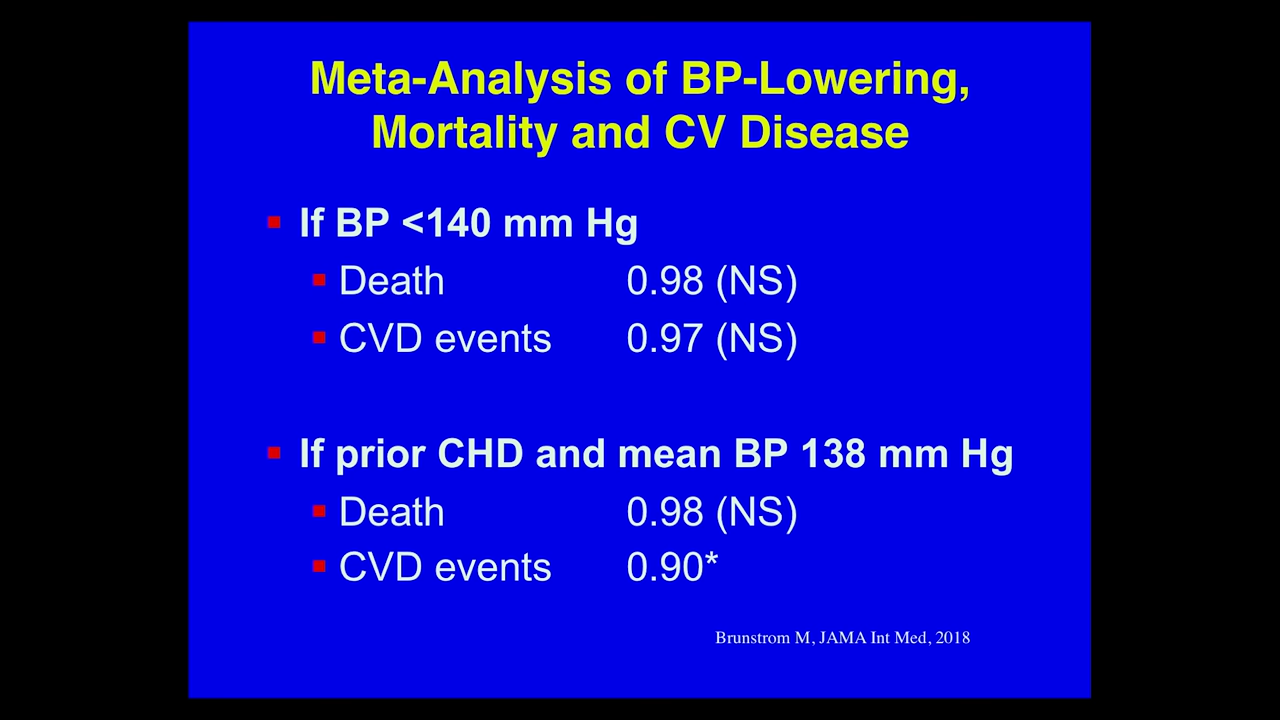 Meta-Analysis of BP-Lowering,
Mortality and CV Disease
If BP <140 mm Hg
Death 0.98 (NS)
CVD events 0.97 (NS)
If prior CHD and mean BP 138 mm Hg
Death 0.98 (NS)
CVD events 0.90*
Brunstrom M, JAMA Int Med, 2018